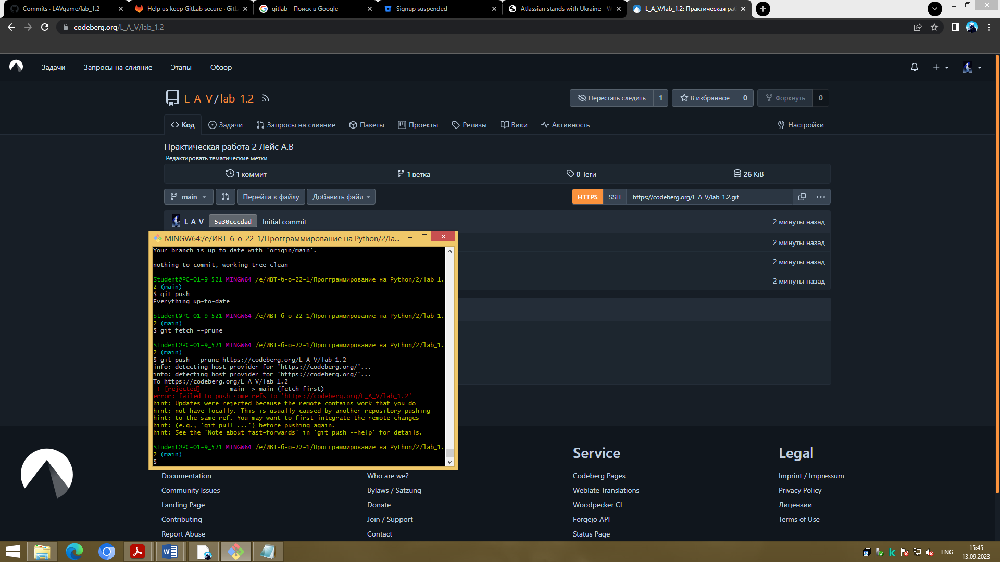 Commits · LAVgame/lab_1.2
Help us keep GitLab secure · GitL
gitlab - Поиск в Google
Signup suspended
Atlassian stands with Ukraine - W
L_A_V/lab_1.2: Практическая раб
codeberg.org/L_A_V/lab_1.2
Задачи
Запросы на слияние
Этапы
Обзор
L_A_V/lab_1.2
Перестать следить 1
В избранное 0
Форкнуть 0
Код
Задачи
Запросы на слияние
Пакеты
Проекты
Релизы
Вики
Активность
Настройки
Практическая работа 2 Лейс А.В
Редактировать тематические метки
1 коммит
1 ветка
0 Теги
26 KiB
main
Перейти к файлу
Добавить файл
HTTPS
SSH
https://codeberg.org/L_A_V/lab_1.2.git
L_A_V 5a30cccdad Initial commit
2 минуты назад
2 минуты назад
2 минуты назад
2 минуты назад
MINGW64:/e/ИВТ-б-о-22-1/Прогграммирование на Python/2/la...
Your branch is up to date with 'origin/main'.
nothing to commit, working tree clean
Student@PC-01-9_521 MINGW64 /e/ИВТ-б-о-22-1/Прогграммирование на Python/2/lab_1.
2 (main)
$ git push
Everything up-to-date
Student@PC-01-9_521 MINGW64 /e/ИВТ-б-о-22-1/Прогграммирование на Python/2/lab_1.
2 (main)
$ git fetch --prune
Student@PC-01-9_521 MINGW64 /e/ИВТ-б-о-22-1/Прогграммирование на Python/2/lab_1.
2 (main)
$ git push --prune https://codeberg.org/L_A_V/lab_1.2
info: detecting host provider for 'https://codeberg.org/'...
info: detecting host provider for 'https://codeberg.org/'...
To https://codeberg.org/L_A_V/lab_1.2
! [rejected]        main -> main (fetch first)
error: failed to push some refs to 'https://codeberg.org/L_A_V/lab_1.2'
hint: Updates were rejected because the remote contains work that you do
hint: not have locally. This is usually caused by another repository pushing
hint: to the same ref. You may want to first integrate the remote changes
hint: (e.g., 'git pull ...') before pushing again.
hint: See the 'Note about fast-forwards' in 'git push --help' for details.
Student@PC-01-9_521 MINGW64 /e/ИВТ-б-о-22-1/Прогграммирование на Python/2/lab_1.
2 (main)
$
Documentation
Community Issues
Landing Page
Contributing
Report Abuse
Who are we?
Bylaws / Satzung
Donate
Join / Support
Contact
Service
Codeberg Pages
Weblate Translations
Woodpecker CI
Forgejo API
Status Page
Legal
Imprint / Impressum
Privacy Policy
Лицензии
Terms of Use
ENG
15:45
13.09.2023